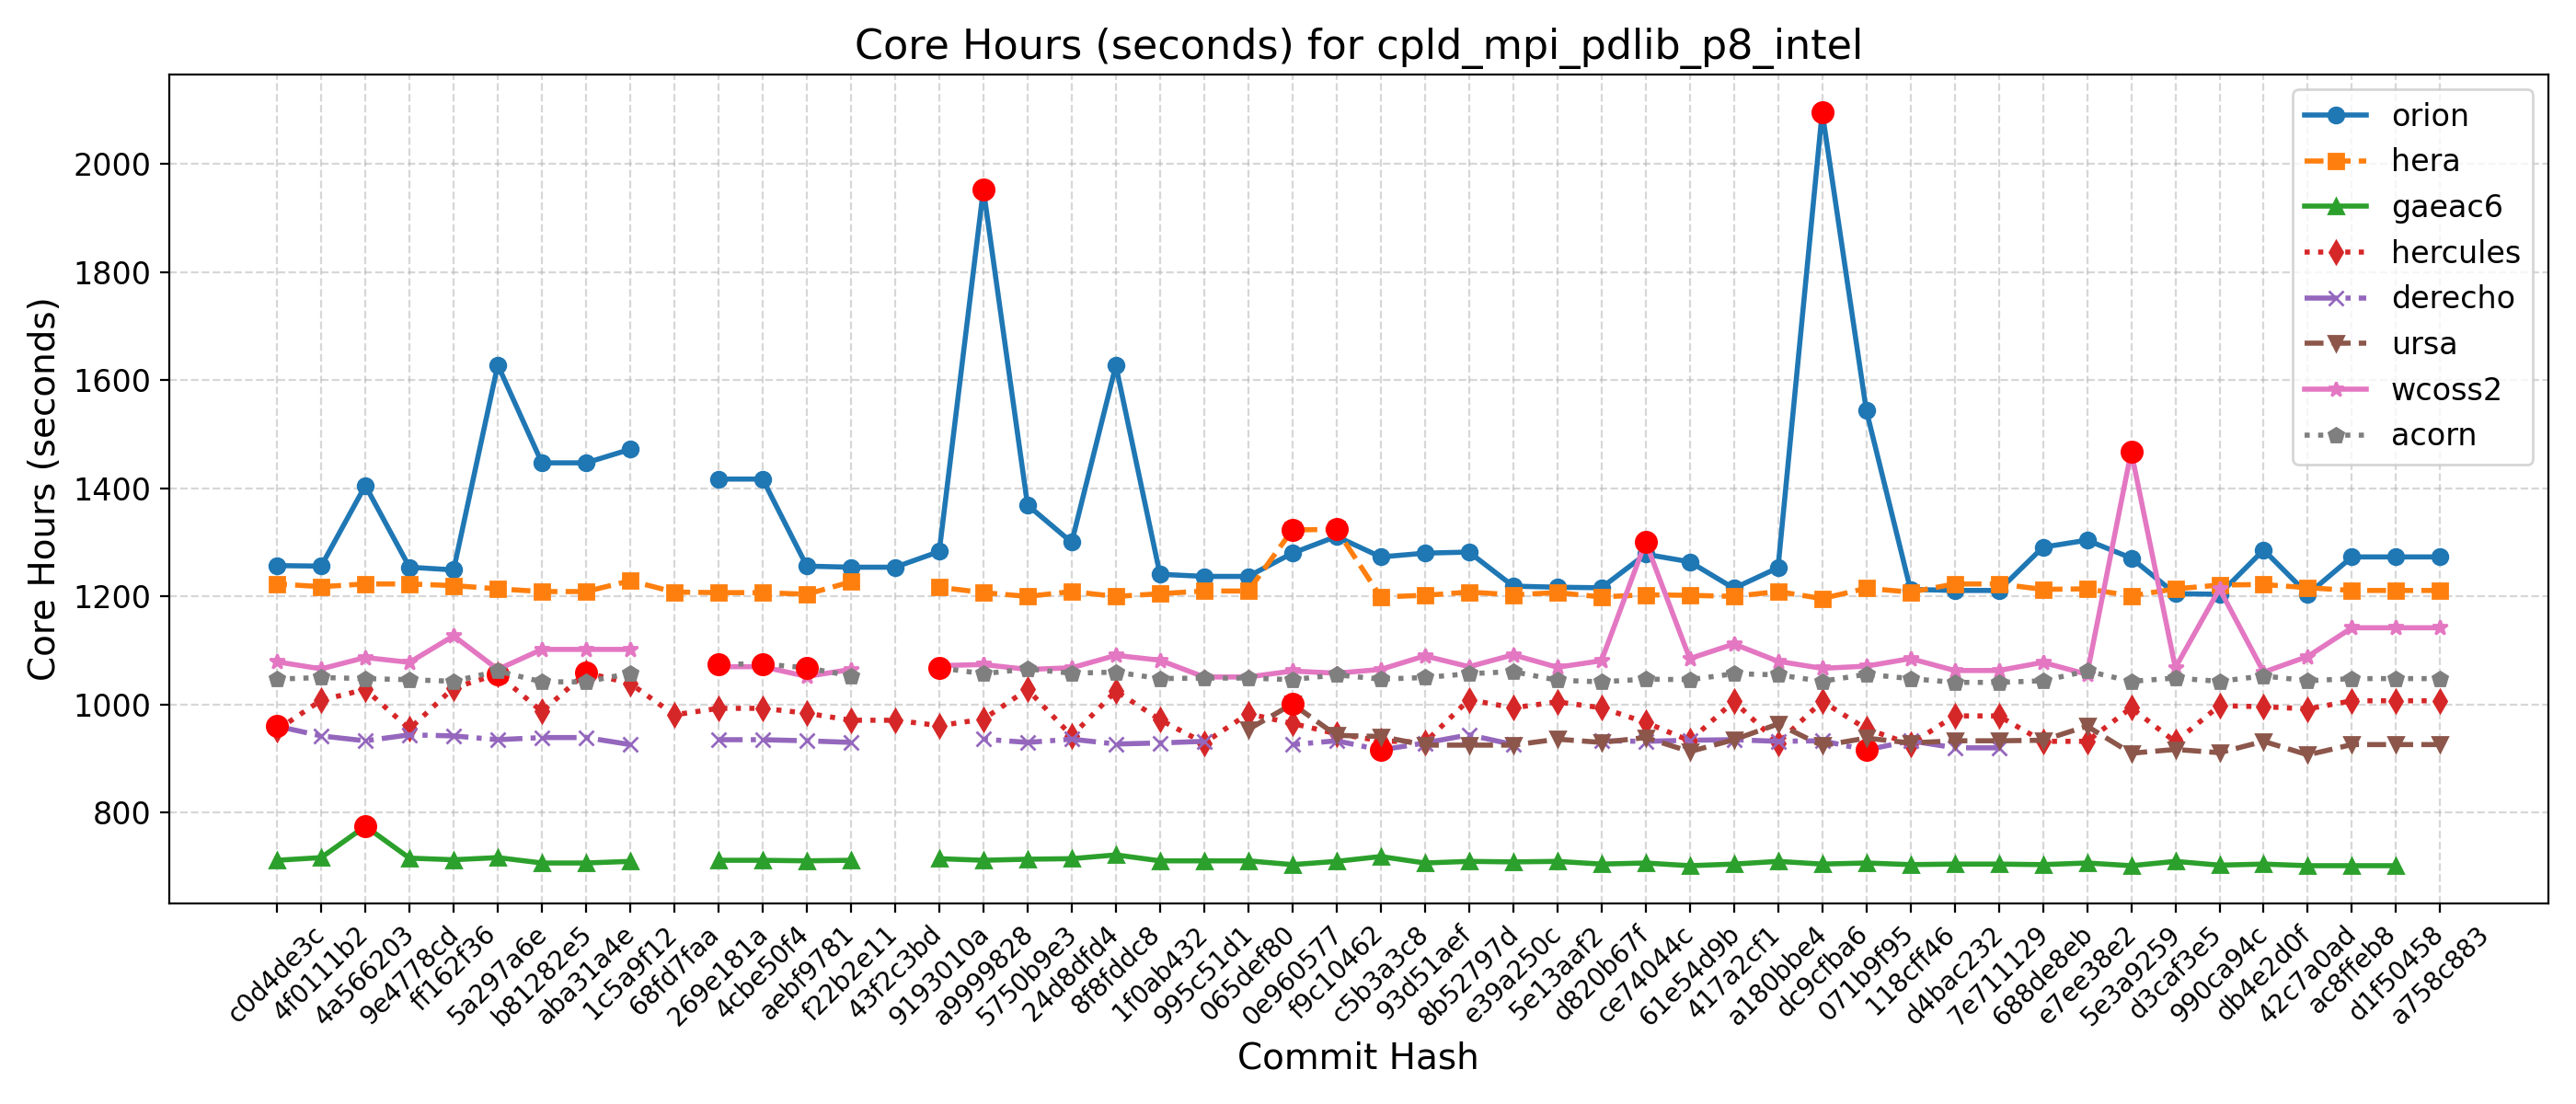 Core Hours (seconds) for cpld_mpi_pdlib_p8_intel
Core Hours (seconds)
2000
1800
1600
1400
1200
1000
800
orion
hera
gaeac6
hercules
derecho
ursa
wcoss2
acorn
c0d4de3c
4f0111b2
4a566203
9e4778cd
ff162f36
5a297a6e
b81282e5
aba31a4e
1c5a9f12
68fd7faa
269e181a
4cbe50f4
aebf9781
f22b2e11
43f2c3bd
9193010a
a9999828
5750b9e3
24d8dfd4
8f8fddc8
1f0ab432
995c51d1
065def80
0e960577
f9c10462
c5b3a3c8
93d51aef
8b52797d
e39a250c
5e13aaf2
d820b67f
ce74044c
61e54d9b
417a2cf1
a180bbe4
dc9cfba6
071b9f95
118cff46
d4bac232
7e711129
688de8eb
e7ee38e2
5e3a9259
d3caf3e5
990ca94c
db4e2d0f
42c7a0ad
ac8ffeb8
d1f50458
a758c883
Commit Hash